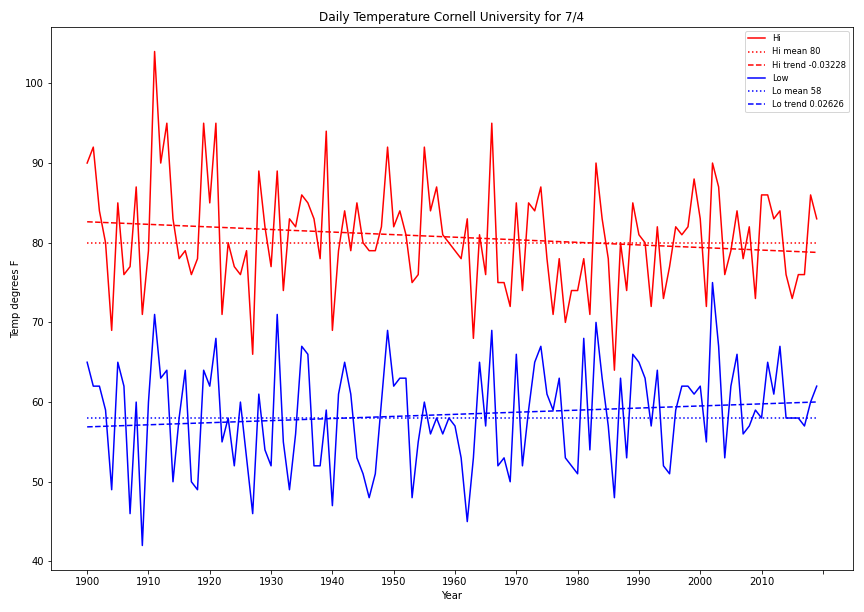 Daily Temperature Cornell University for 7/4
Hi
Hi mean 80
Hi trend -0.03228
Low
Lo mean 58
Lo trend 0.02626
100
90
80
70
60
50
40
Temp degrees F
1900
1910
1920
1930
1940
1950
1960
1970
1980
1990
2000
2010
Year